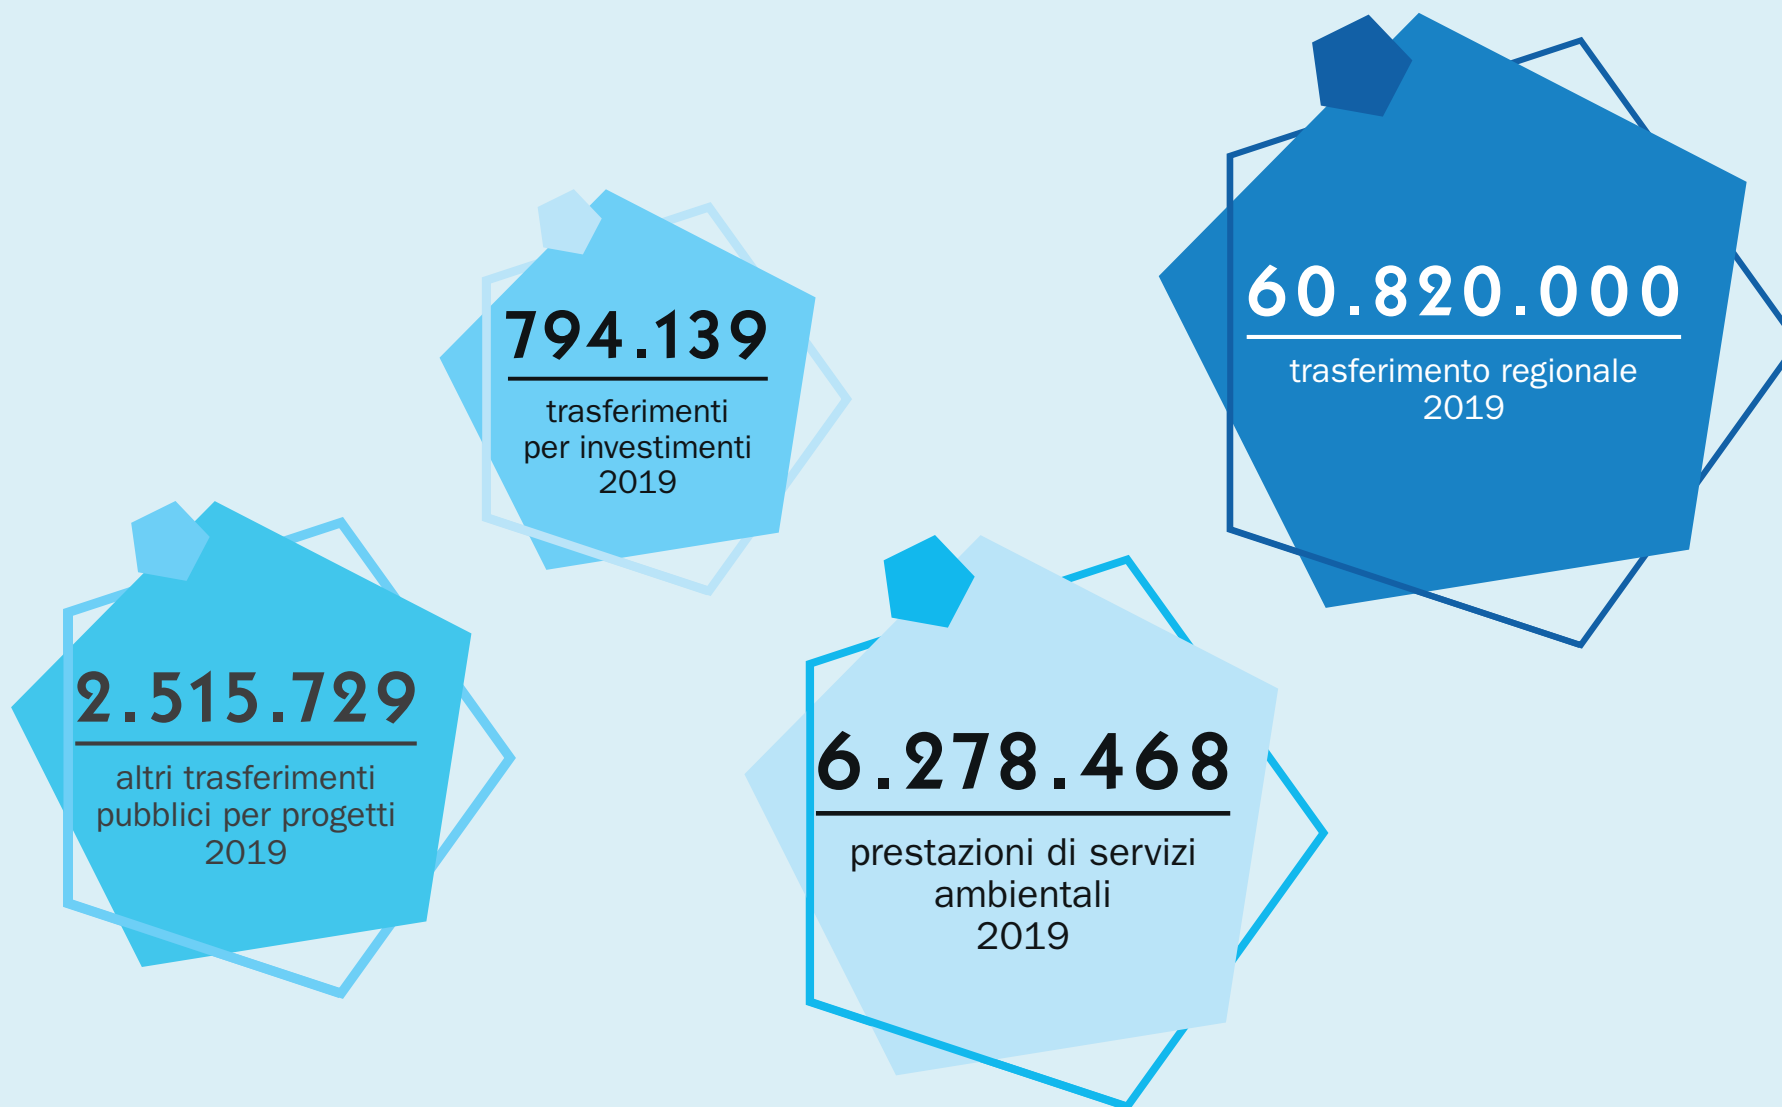 60.820.000
trasferimento regionale
2019
794.139
trasferimenti
per investimenti
2019
2.515.729
altri trasferimenti
pubblici per progetti
2019
6.278.468
prestazioni di servizi
ambientali
2019